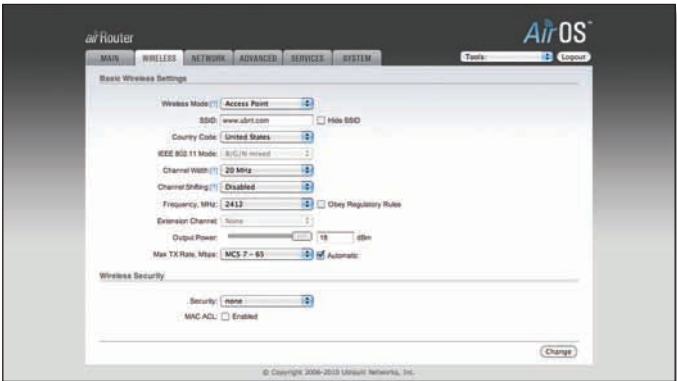 airRouter
AirOS™
MAIN WIRELESS NETWORK ADVANCED SERVICES SYSTEM Tools: Logout
Basic Wireless Settings
Wireless Mode:[?] Access Point
SSID: www.ubnt.com Hide SSID
Country Code: United States
IEEE 802.11 Mode: B/G/N mixed
Channel Width:[?] 20 MHz
Channel Shifting:[?] Disabled
Frequency, MHz: 2412 Obey Regulatory Rules
Extension Channel: None
Output Power: 18 dBm
Max TX Rate, Mbps: MCS 7 - 65 Automatic
Wireless Security
Security: none
MAC ACL: Enabled
Change
© Copyright 2006-2010 Ubiquiti Networks, Inc.